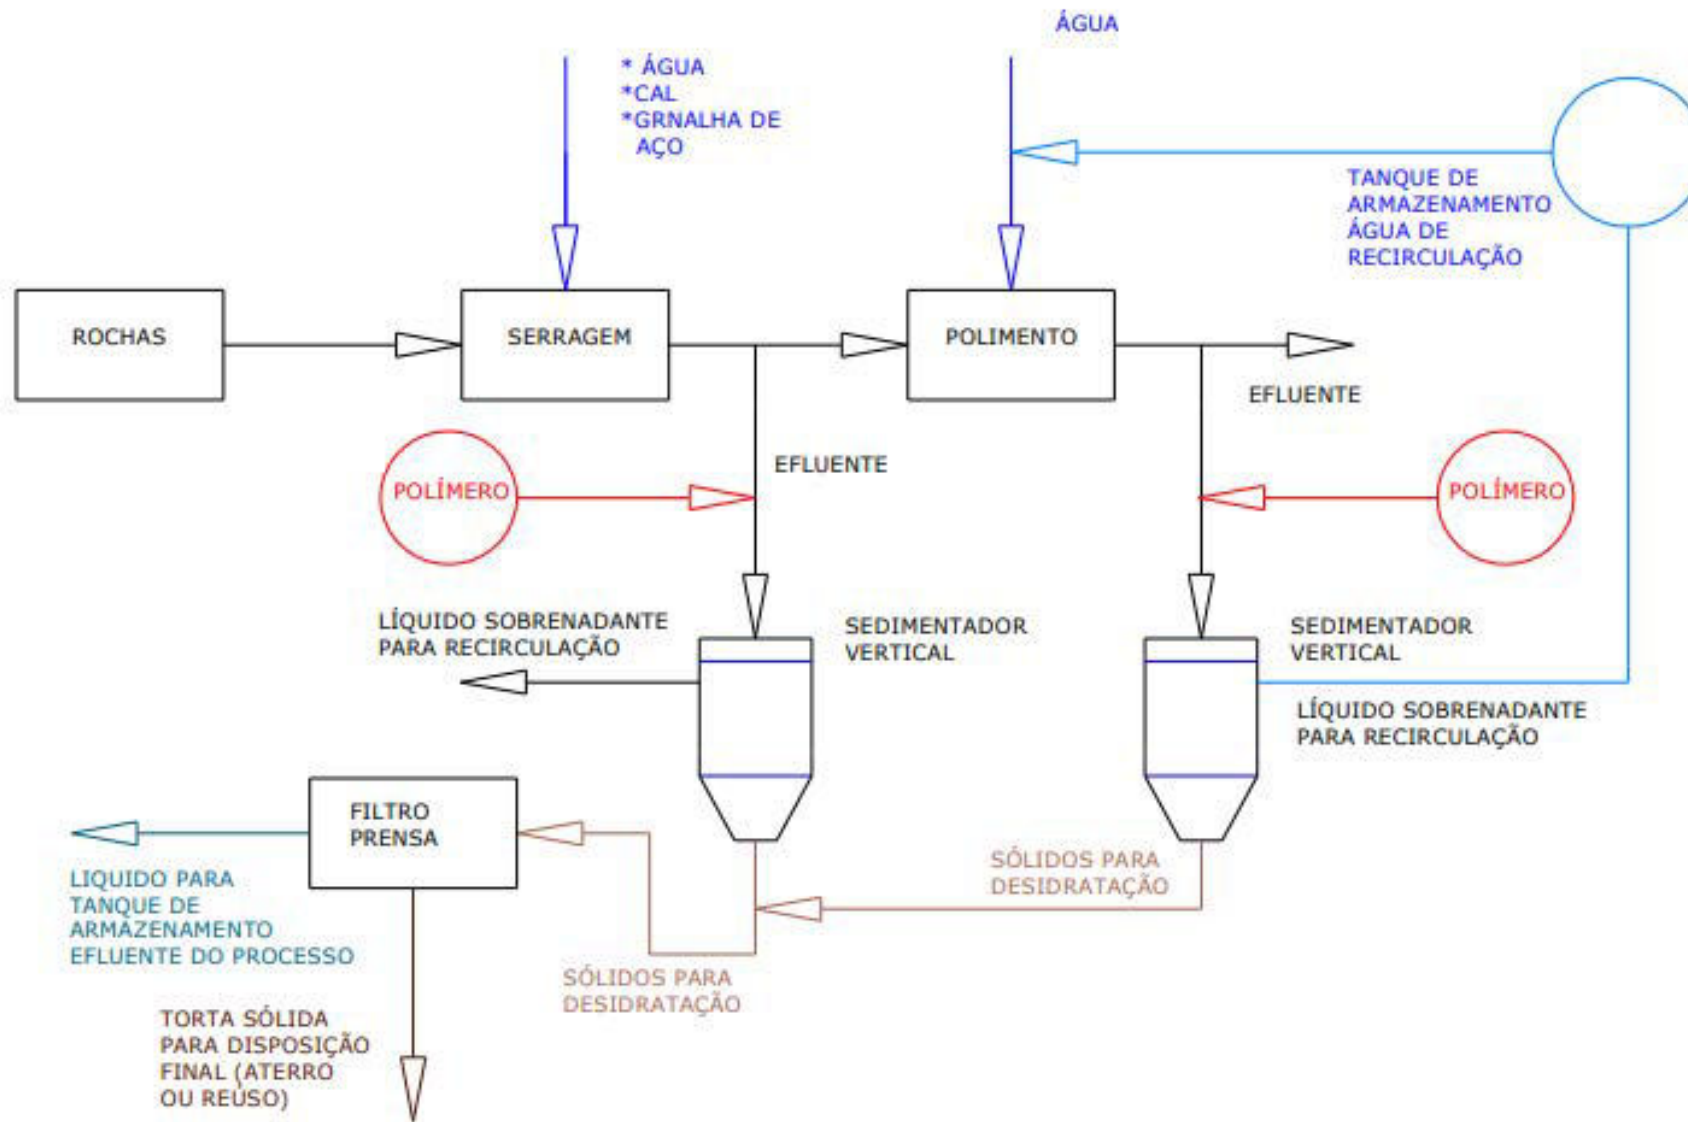 ÁGUA
* ÁGUA
*CAL
*GRNALHA DE
AÇO
TANQUE DE
ARMAZENAMENTO
ÁGUA DE
RECIRCULAÇÃO
ROCHAS
SERRAGEM
POLIMENTO
EFLUENTE
EFLUENTE
POLÍMERO
POLÍMERO
LÍQUIDO SOBRENADANTE
PARA RECIRCULAÇÃO
SEDIMENTADOR
VERTICAL
SEDIMENTADOR
VERTICAL
LÍQUIDO SOBRENADANTE
PARA RECIRCULAÇÃO
FILTRO
PRENSA
LIQUIDO PARA
TANQUE DE
ARMAZENAMENTO
EFLUENTE DO PROCESSO
SÓLIDOS PARA
DESIDRATAÇÃO
SÓLIDOS PARA
DESIDRATAÇÃO
TORTA SÓLIDA
PARA DISPOSIÇÃO
FINAL (ATERRO
OU REÚSO)